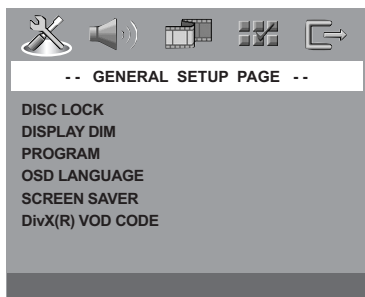 -- GENERAL SETUP PAGE --
DISC LOCK
DISPLAY DIM
PROGRAM
OSD LANGUAGE
SCREEN SAVER
DivX(R) VOD CODE